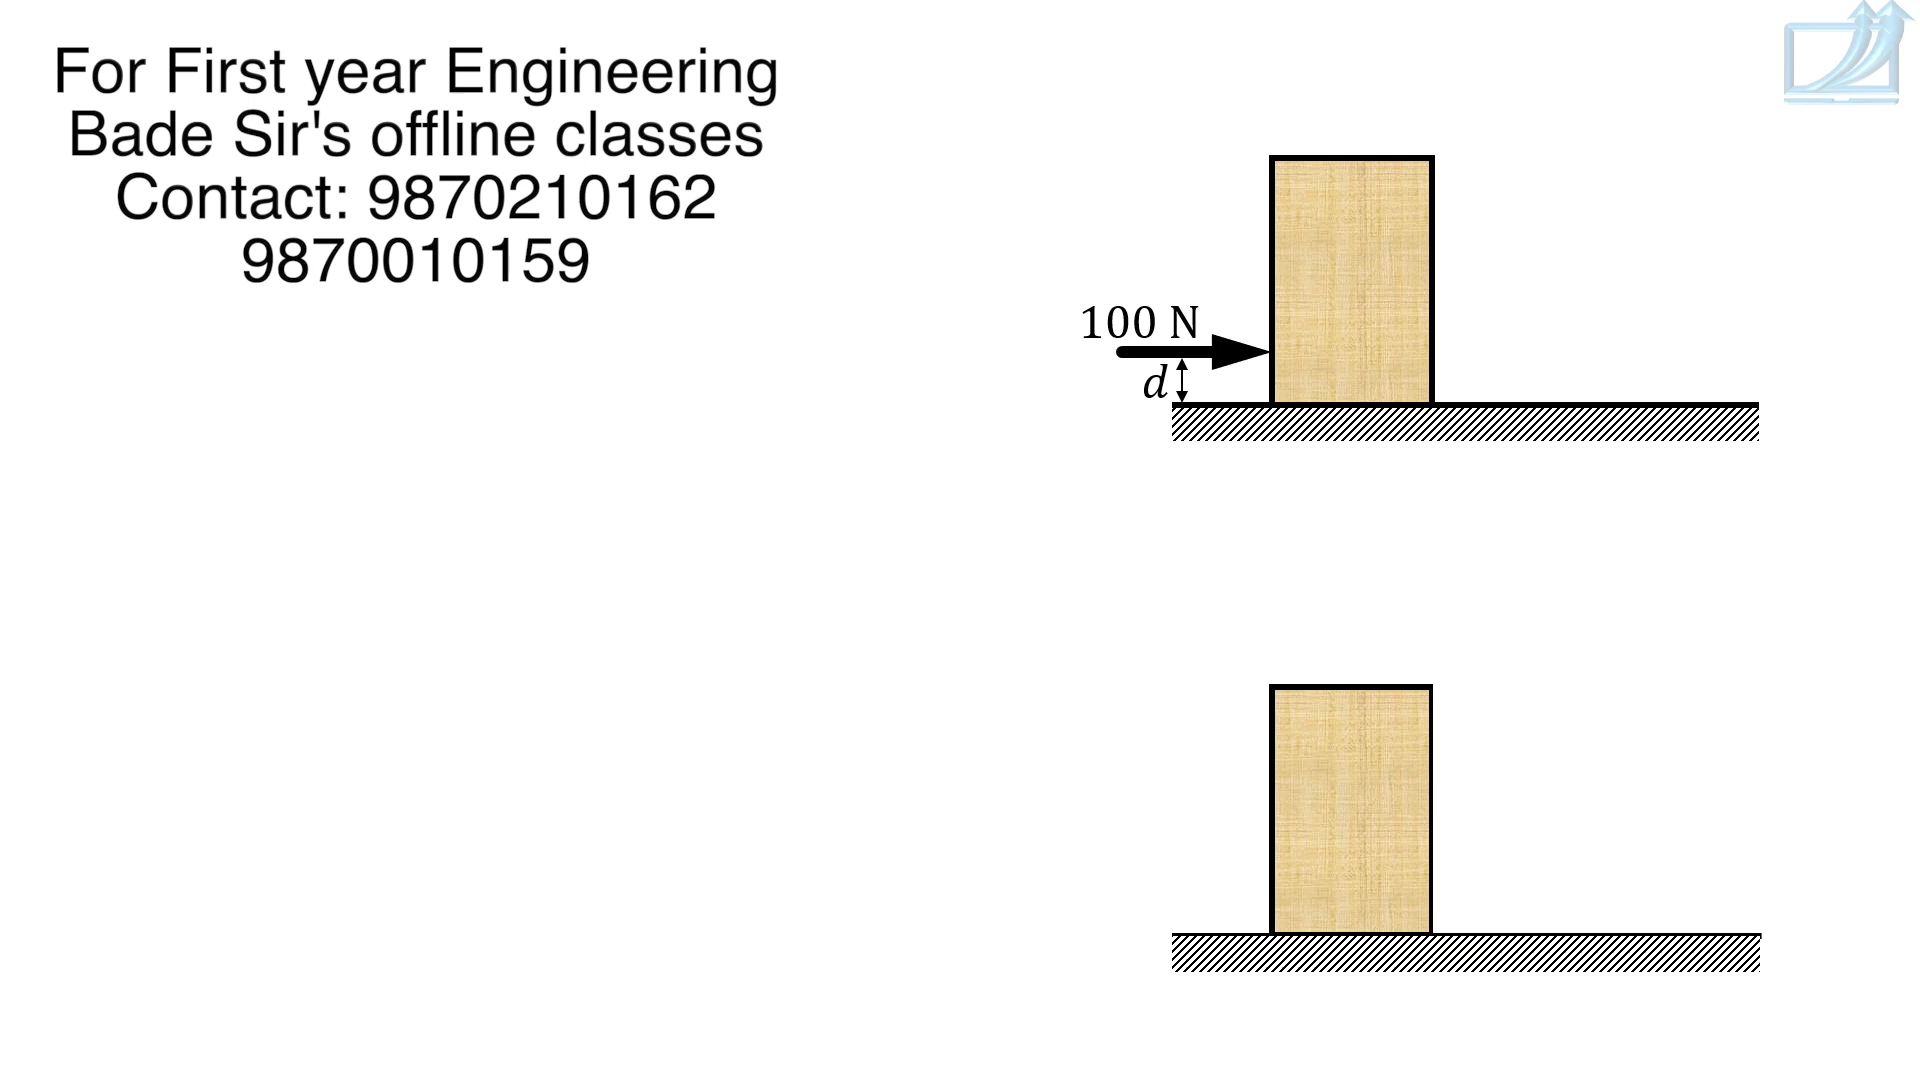 For First year Engineering
Bade Sir's offline classes
Contact: 9870210162
9870010159
100 N
d